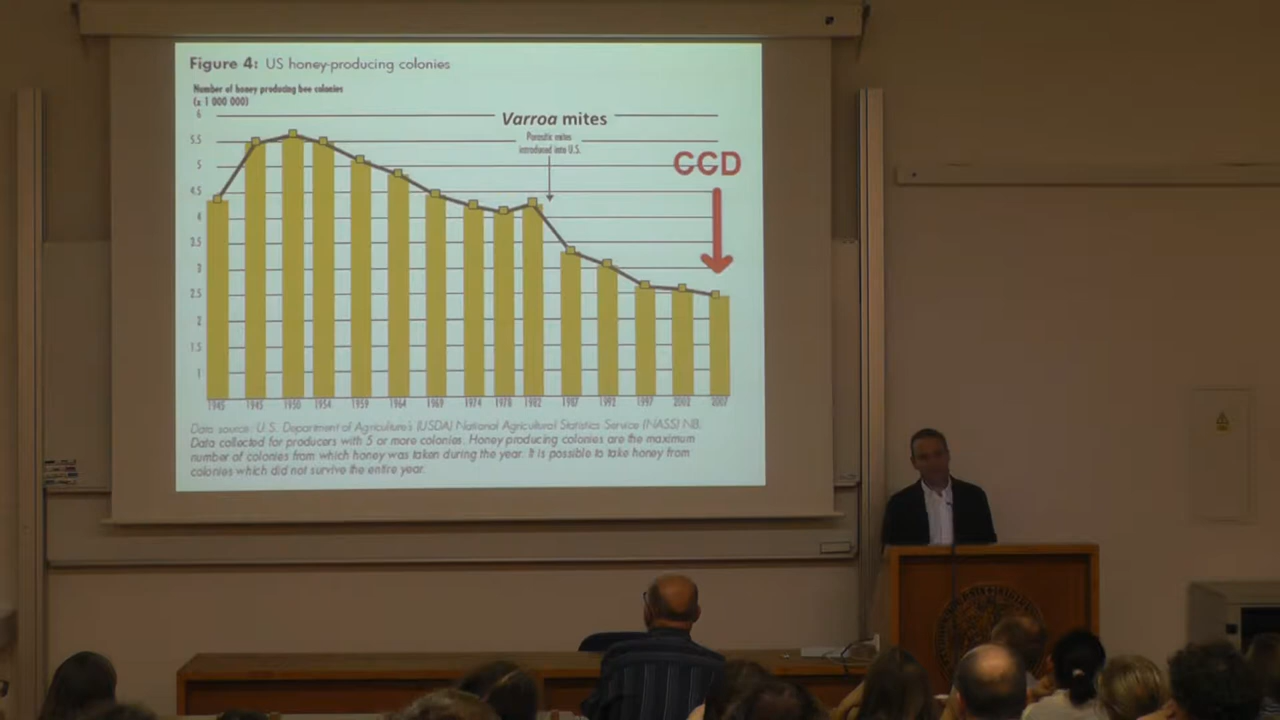 Figure 4: US honey-producing colonies
Number of honey producing bee colonies
(x 1 000 000)
6
Varroa mites
Parasitic mites
introduced into U.S.
5.5
CCD
5
4.5
4
3.5
3
2.5
2
1.5
1
1945 1945 1950 1954 1959 1964 1969 1974 1978 1982 1987 1992 1997 2002 2007
Data source: U.S. Department of Agriculture's (USDA) National Agricultural Statistics Service (NASS) NB.
Data collected for producers with 5 or more colonies. Honey producing colonies are the maximum
number of colonies from which honey was taken during the year. It is possible to take honey from
colonies which did not survive the entire year.